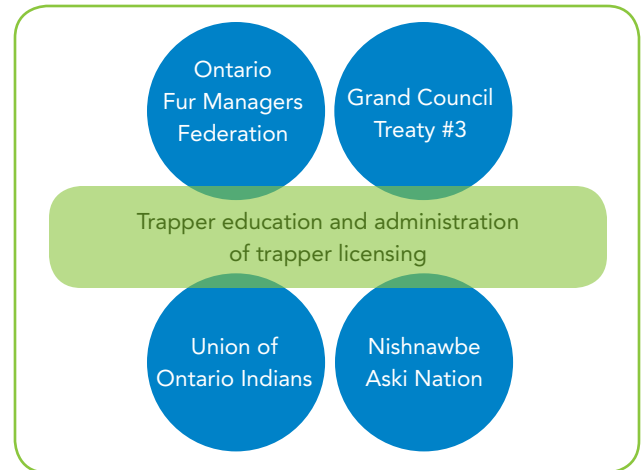 Ontario
Fur Managers
Federation
Grand Council
Treaty #3
Trapper education and administration
of trapper licensing
Union of
Ontario Indians
Nishnawbe
Aski Nation